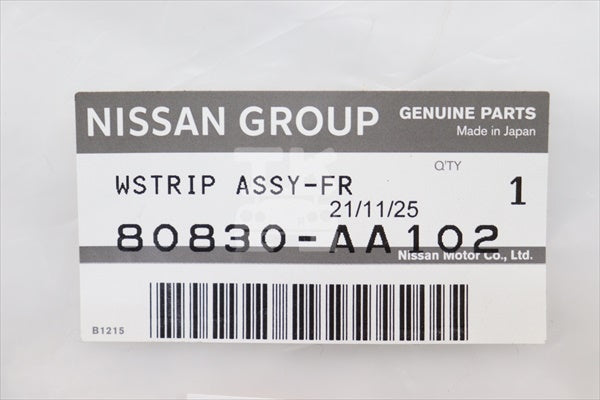 NISSAN GROUP
GENUINE PARTS
Made in Japan
Q'TY
WSTRIP ASSY-FR
1
21/11/25
80830-AA102
Nissan Motor Co., Ltd.
B1215